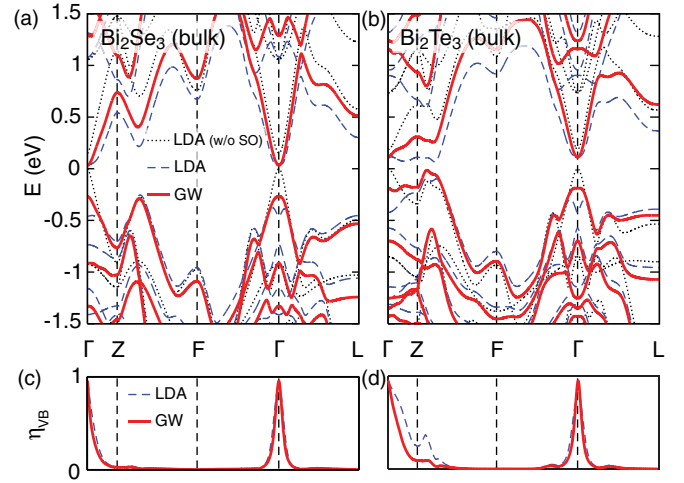 (a)
Bi₂Se₃ (bulk)
(b)
Bi₂Te₃ (bulk)
1.5
1
0.5
0
-0.5
-1
-1.5
E (eV)
LDA (w/o SO)
LDA
GW
Γ Z F Γ L
Γ Z F Γ L
(c)
(d)
1
0
η_VB
LDA
GW